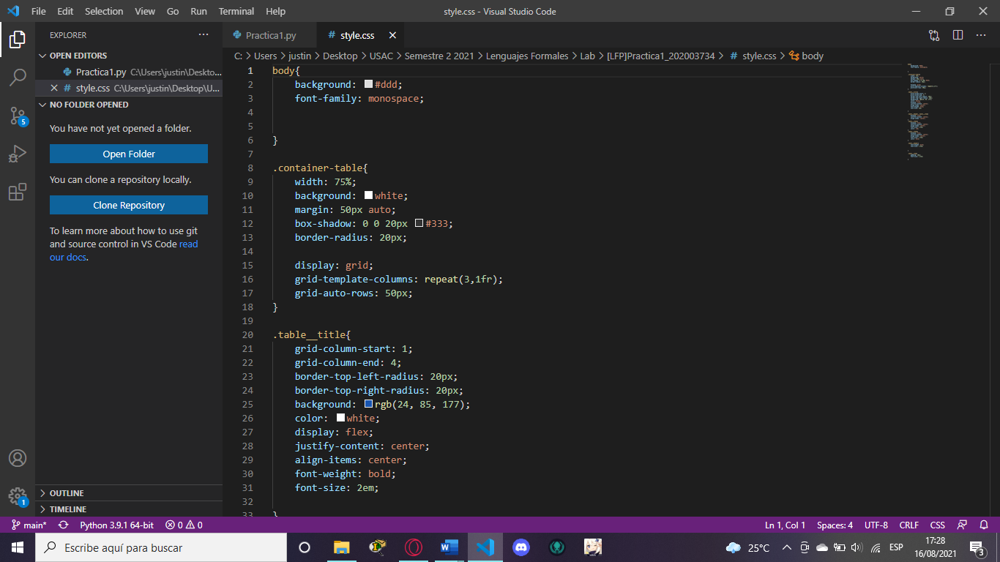 File Edit Selection View Go Run Terminal Help
style.css - Visual Studio Code
EXPLORER
OPEN EDITORS
Practica1.py C:\Users\justin\Deskto...
style.css C:\Users\justin\Desktop\U...
NO FOLDER OPENED
You have not yet opened a folder.
Open Folder
You can clone a repository locally.
Clone Repository
To learn more about how to use git
and source control in VS Code read
our docs.
OUTLINE
TIMELINE
5
1
Practica1.py
# style.css
C: > Users > justin > Desktop > USAC > Semestre 2 2021 > Lenguajes Formales > Lab > [LFP]Practica1_202003734 > # style.css > body
1 body{
2     background: #ddd;
3     font-family: monospace;
4
5
6 }
7
8 .container-table{
9     width: 75%;
10     background: white;
11     margin: 50px auto;
12     box-shadow: 0 0 20px #333;
13     border-radius: 20px;
14
15     display: grid;
16     grid-template-columns: repeat(3,1fr);
17     grid-auto-rows: 50px;
18 }
19
20 .table__title{
21     grid-column-start: 1;
22     grid-column-end: 4;
23     border-top-left-radius: 20px;
24     border-top-right-radius: 20px;
25     background: rgb(24, 85, 177);
26     color: white;
27     display: flex;
28     justify-content: center;
29     align-items: center;
30     font-weight: bold;
31     font-size: 2em;
32
33 }
main* Python 3.9.1 64-bit 0 0
Ln 1, Col 1 Spaces: 4 UTF-8 CRLF CSS
Escribe aquí para buscar
25°C
ESP
17:28
16/08/2021
3